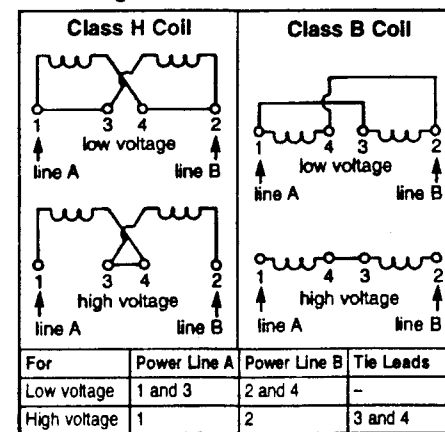 Class H Coil
1 3 4 2
low voltage
line A line B
1 3 4 2
high voltage
line A line B
Class B Coil
1 4 3 2
low voltage
line A line B
1 4 3 2
high voltage
line A line B
For Power Line A Power Line B Tie Leads
Low voltage 1 and 3 2 and 4 –
High voltage 1 2 3 and 4